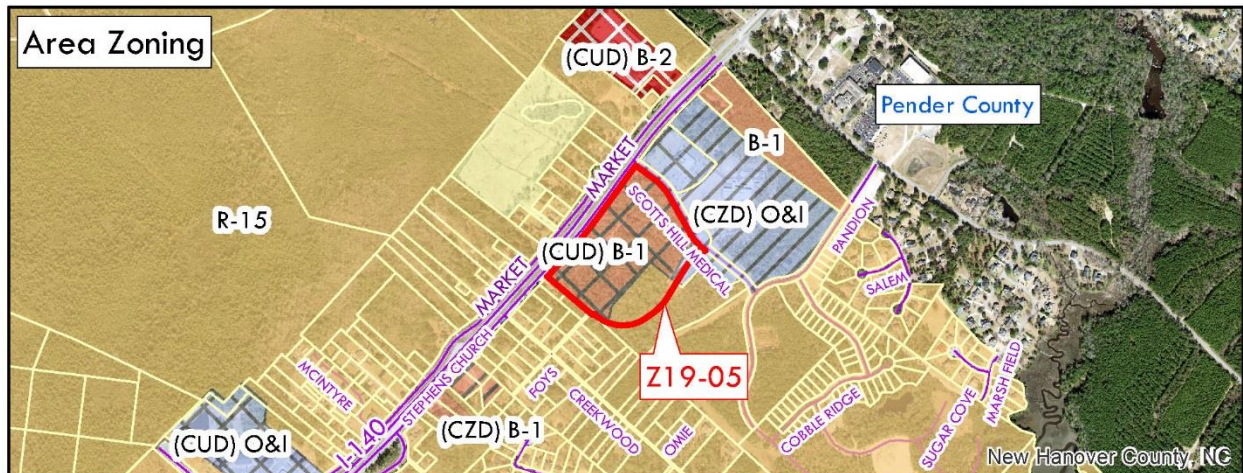 Area Zoning
(CUD) B-2
Pender County
MARKET
B-1
R-15
SCOTTS HILL MEDICAL
(CZD) O&I
PANDION
(CUD) B-1
SALEM
MARKET
Z19-05
STEPHENS CHURCH
MCINTYRE
FOYS
CREEKWOOD
OMIE
COBBLE RIDGE
SUGAR COVE
MARSH FIELD
(CZD) B-1
(CUD) O&I
I-140
New Hanover County, NC